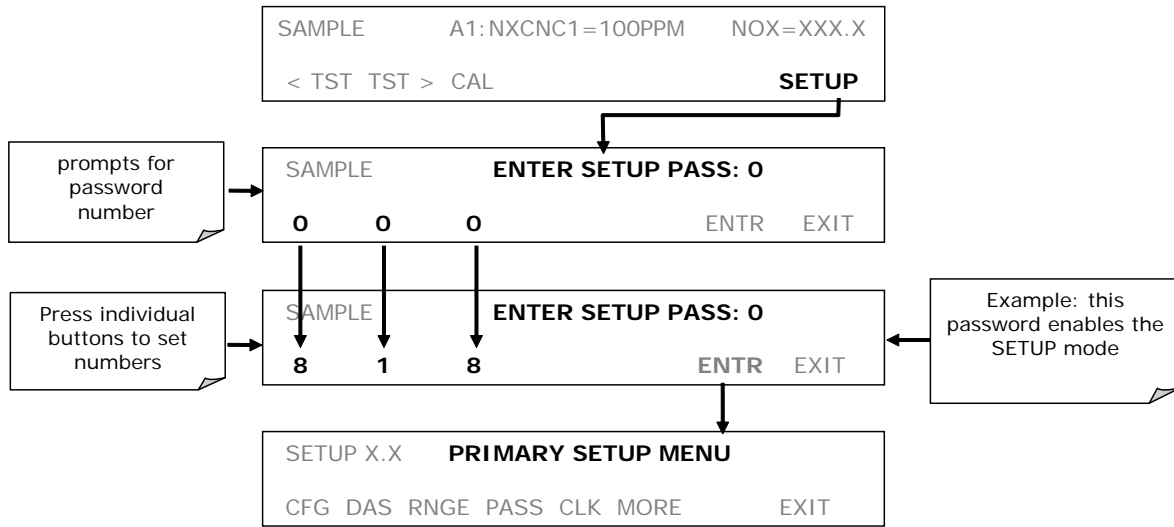 SAMPLE A1:NXCNC1=100PPM NOX=XXX.X
< TST TST > CAL SETUP
prompts for
password
number
SAMPLE ENTER SETUP PASS: 0
0 0 0 ENTR EXIT
Press individual
buttons to set
numbers
SAMPLE ENTER SETUP PASS: 0
8 1 8 ENTR EXIT
Example: this
password enables the
SETUP mode
SETUP X.X PRIMARY SETUP MENU
CFG DAS RNGE PASS CLK MORE EXIT